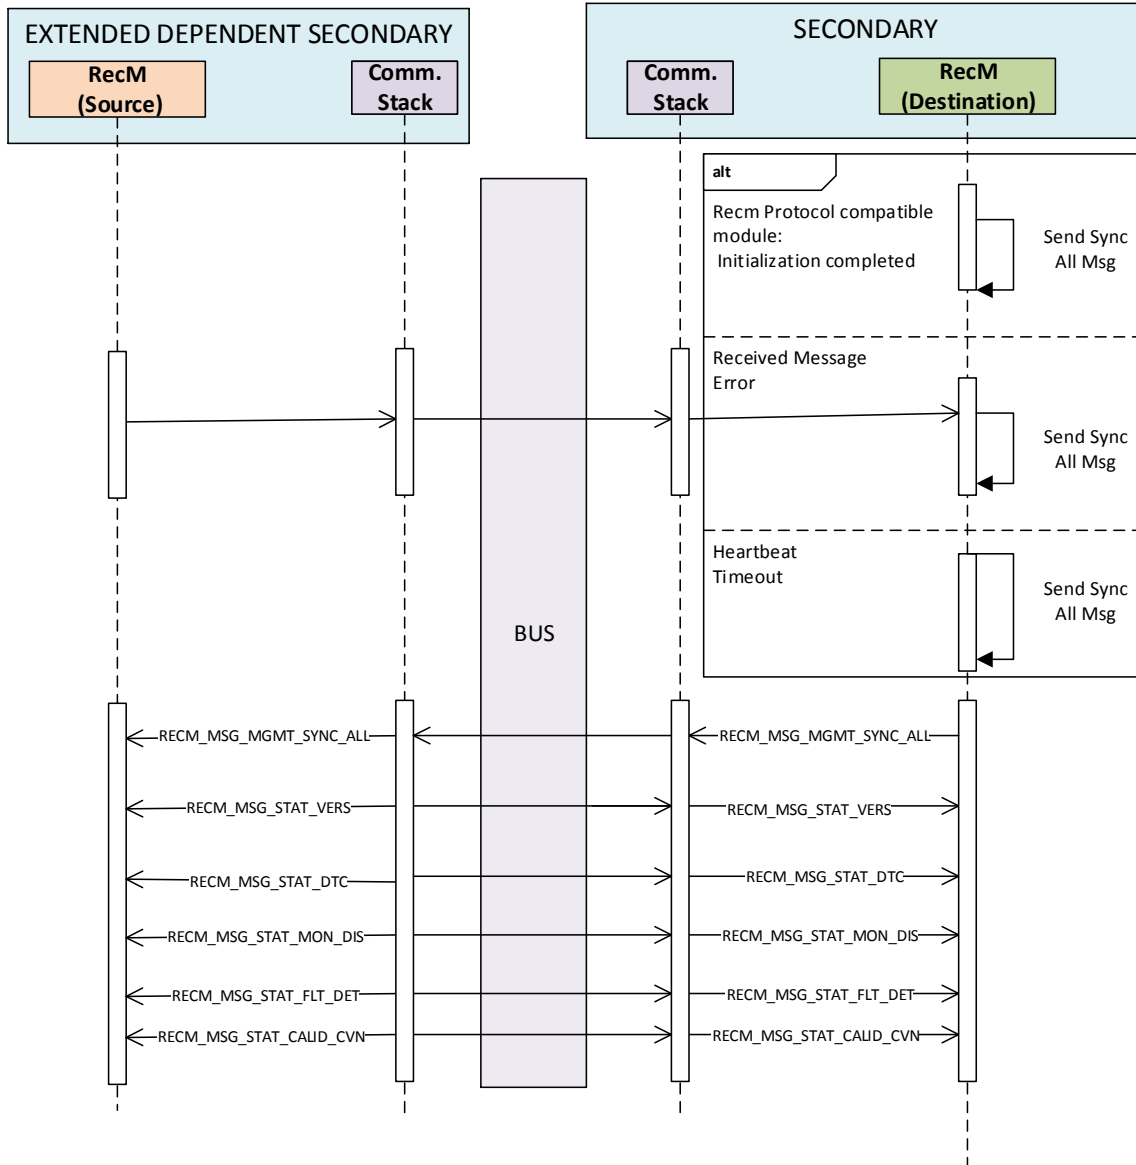 EXTENDED DEPENDENT SECONDARY
RecM
(Source)
Comm.
Stack
SECONDARY
Comm.
Stack
RecM
(Destination)
alt
Recm Protocol compatible
module:
Initialization completed
Send Sync
All Msg
Received Message
Error
Send Sync
All Msg
Heartbeat
Timeout
Send Sync
All Msg
BUS
RECM_MSG_MGMT_SYNC_ALL
RECM_MSG_MGMT_SYNC_ALL
RECM_MSG_STAT_VERS
RECM_MSG_STAT_VERS
RECM_MSG_STAT_DTC
RECM_MSG_STAT_DTC
RECM_MSG_STAT_MON_DIS
RECM_MSG_STAT_MON_DIS
RECM_MSG_STAT_FLT_DET
RECM_MSG_STAT_FLT_DET
RECM_MSG_STAT_CALID_CVN
RECM_MSG_STAT_CALID_CVN